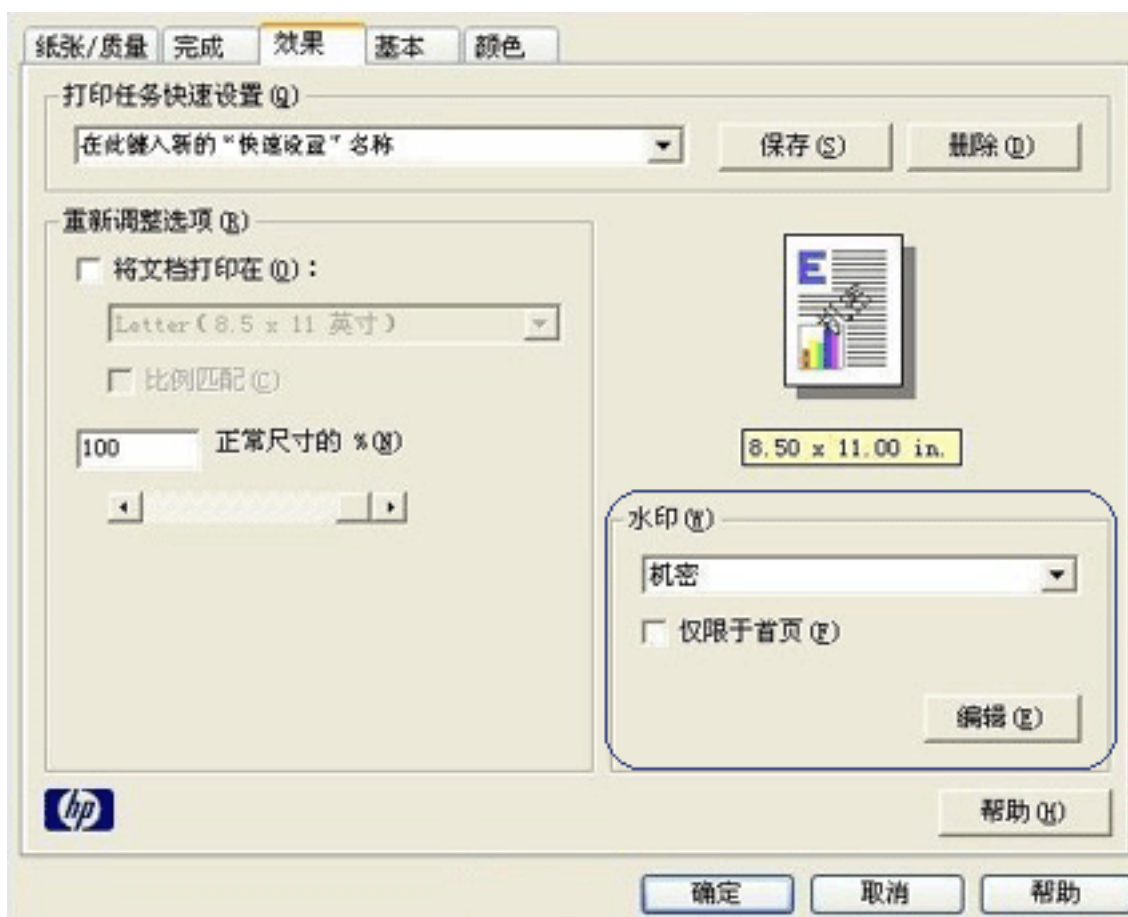 纸张/质量 完成 效果 基本 颜色
打印任务快速设置(Q)
在此键入新的“快速设置”名称 保存(S) 删除(D)
重新调整选项(R)
将文档打印在(O)：
Letter(8.5 x 11 英寸)
比例匹配(C)
100 正常尺寸的 %(N)
E
机密
8.50 x 11.00 in.
水印(W)
机密
仅限于首页(F)
编辑(E)
hp
帮助(H)
确定 取消 帮助